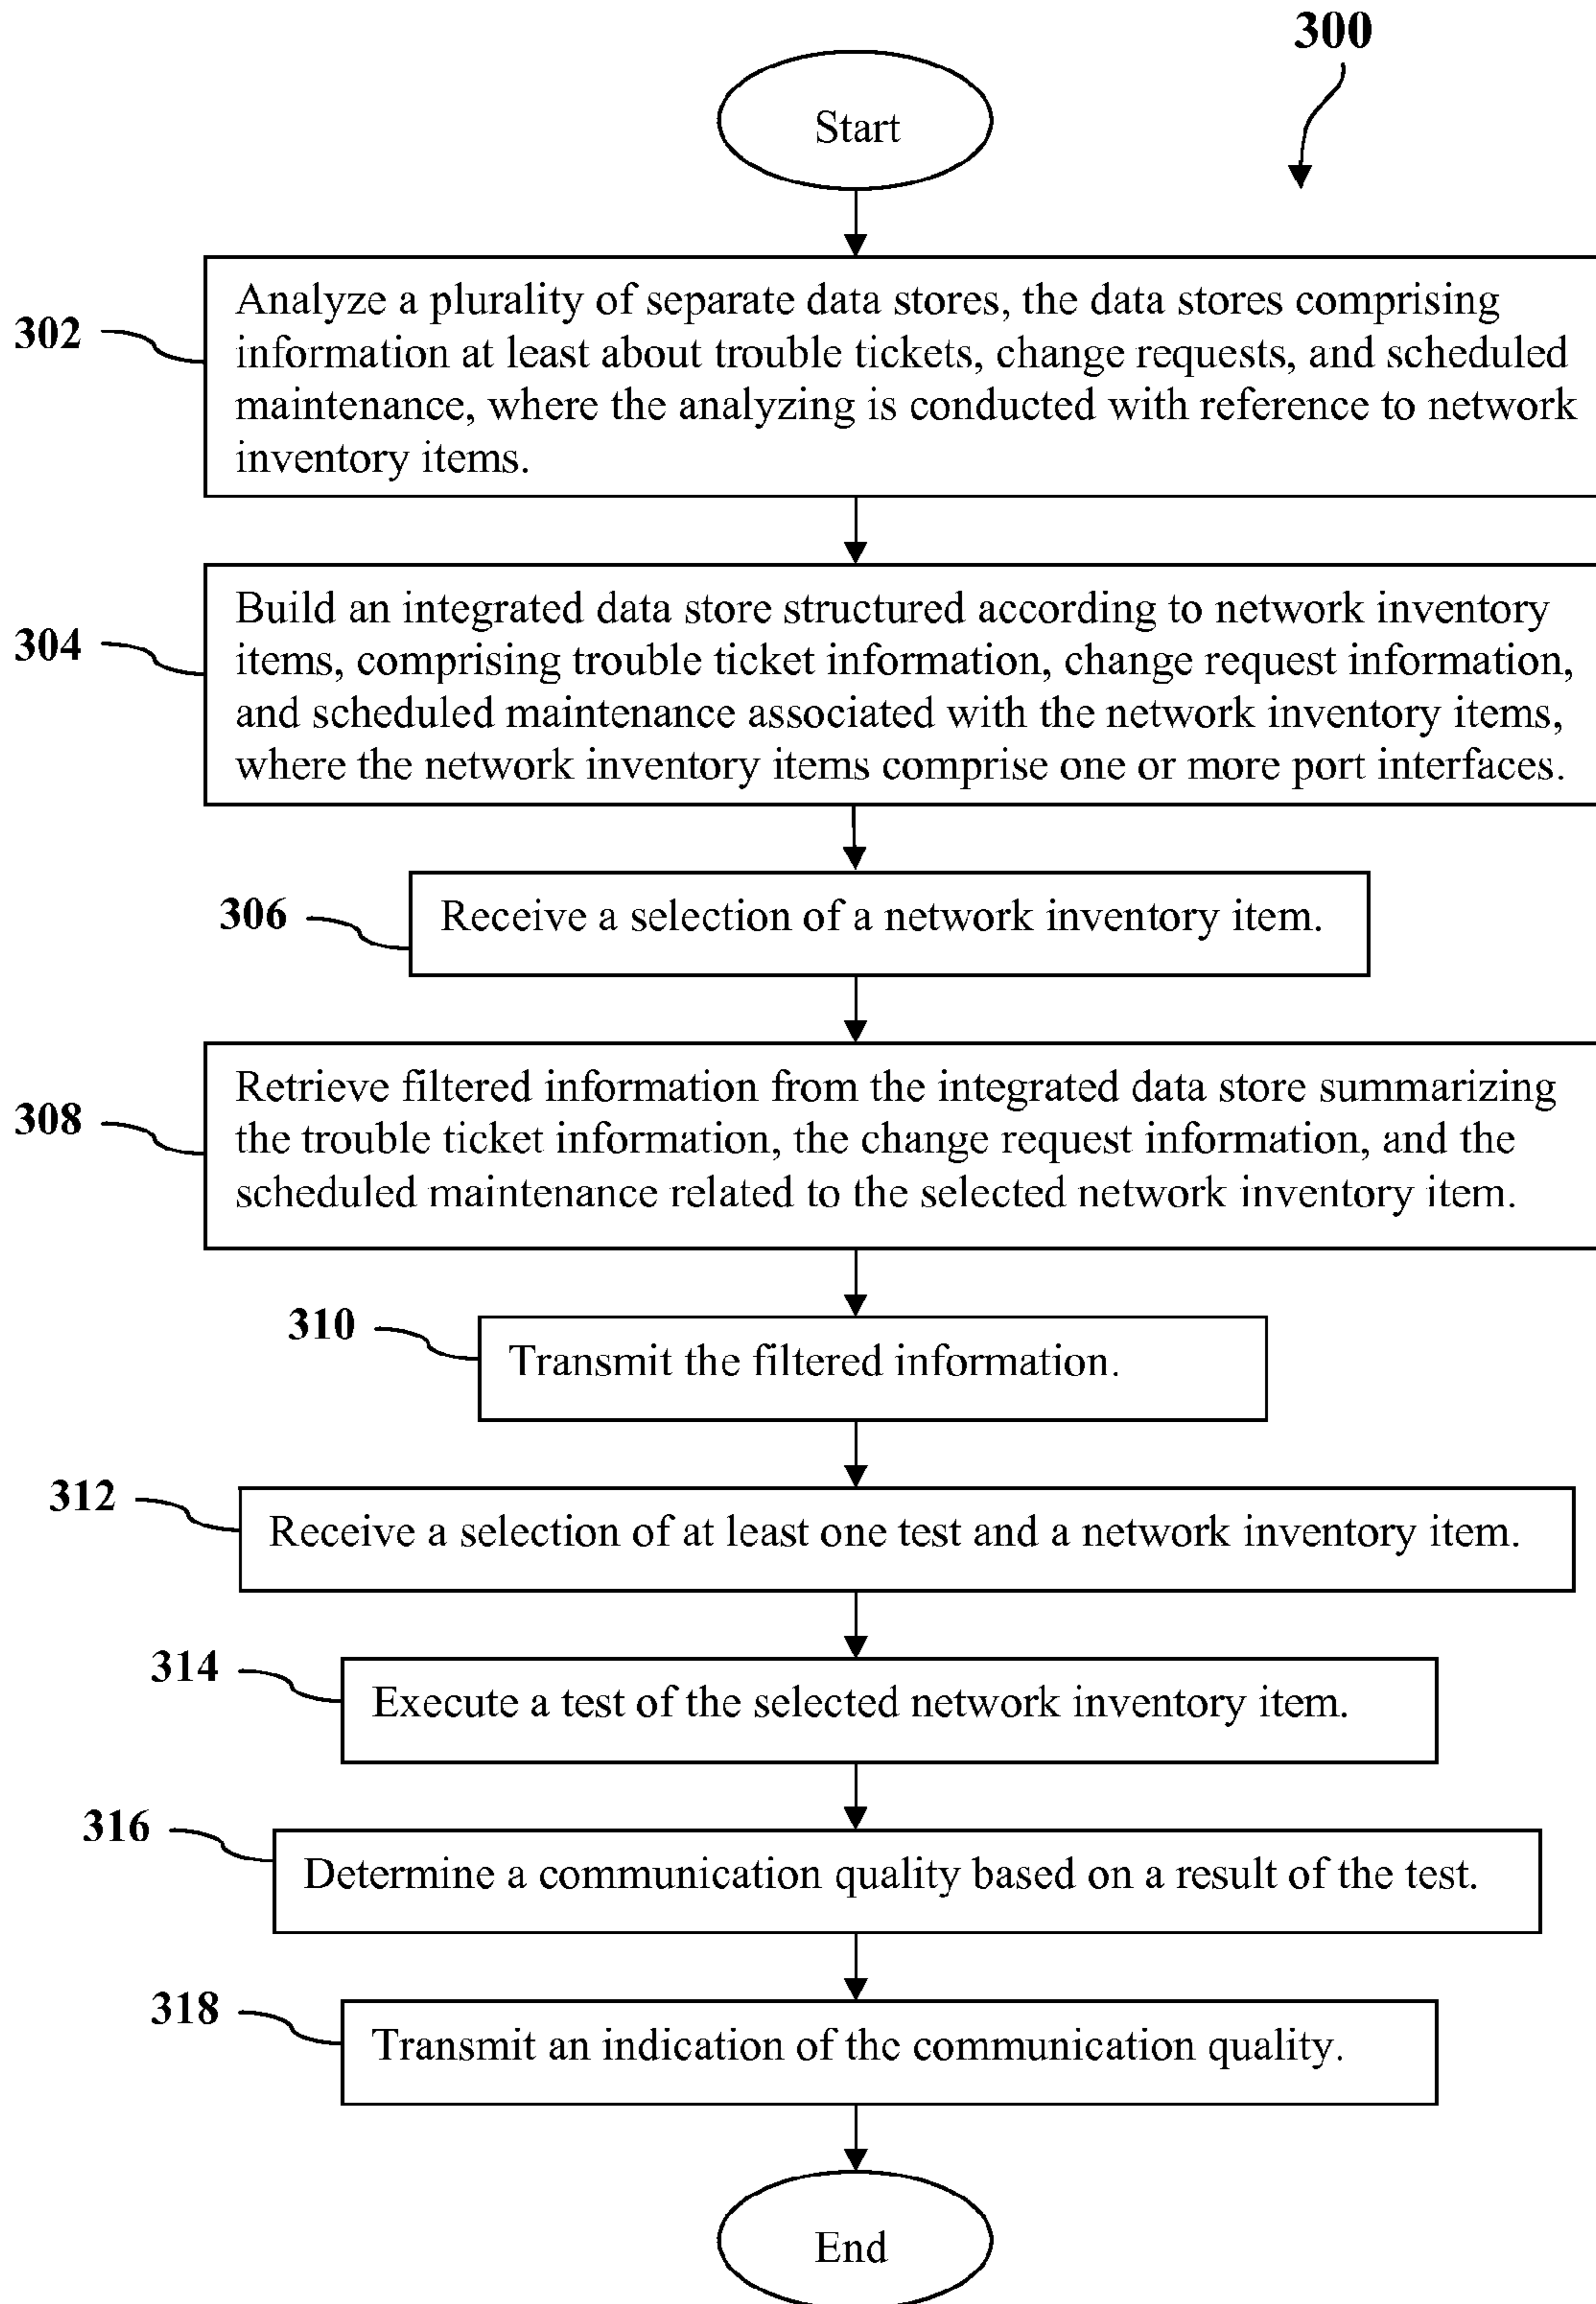 300
Start
302
Analyze a plurality of separate data stores, the data stores comprising
information at least about trouble tickets, change requests, and scheduled
maintenance, where the analyzing is conducted with reference to network
inventory items.
304
Build an integrated data store structured according to network inventory
items, comprising trouble ticket information, change request information,
and scheduled maintenance associated with the network inventory items,
where the network inventory items comprise one or more port interfaces.
306
Receive a selection of a network inventory item.
308
Retrieve filtered information from the integrated data store summarizing
the trouble ticket information, the change request information, and the
scheduled maintenance related to the selected network inventory item.
310
Transmit the filtered information.
312
Receive a selection of at least one test and a network inventory item.
314
Execute a test of the selected network inventory item.
316
Determine a communication quality based on a result of the test.
318
Transmit an indication of the communication quality.
End